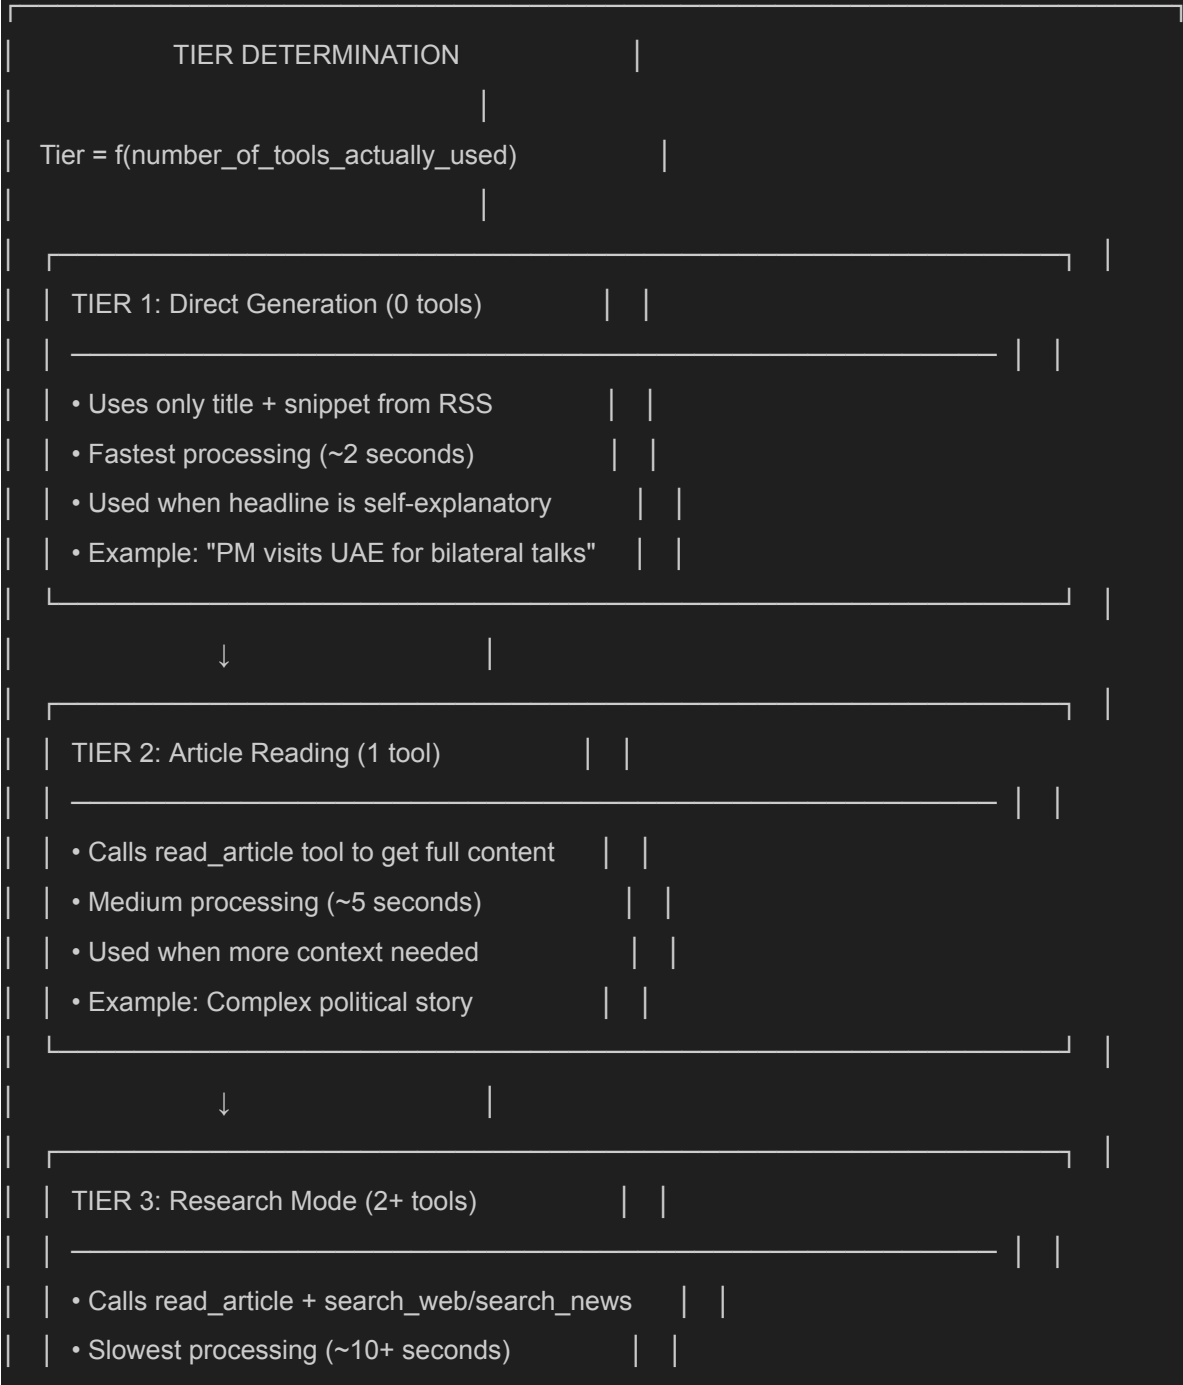 TIER DETERMINATION
Tier = f(number_of_tools_actually_used)
TIER 1: Direct Generation (0 tools)
• Uses only title + snippet from RSS
• Fastest processing (~2 seconds)
• Used when headline is self-explanatory
• Example: "PM visits UAE for bilateral talks"
↓
TIER 2: Article Reading (1 tool)
• Calls read_article tool to get full content
• Medium processing (~5 seconds)
• Used when more context needed
• Example: Complex political story
↓
TIER 3: Research Mode (2+ tools)
• Calls read_article + search_web/search_news
• Slowest processing (~10+ seconds)